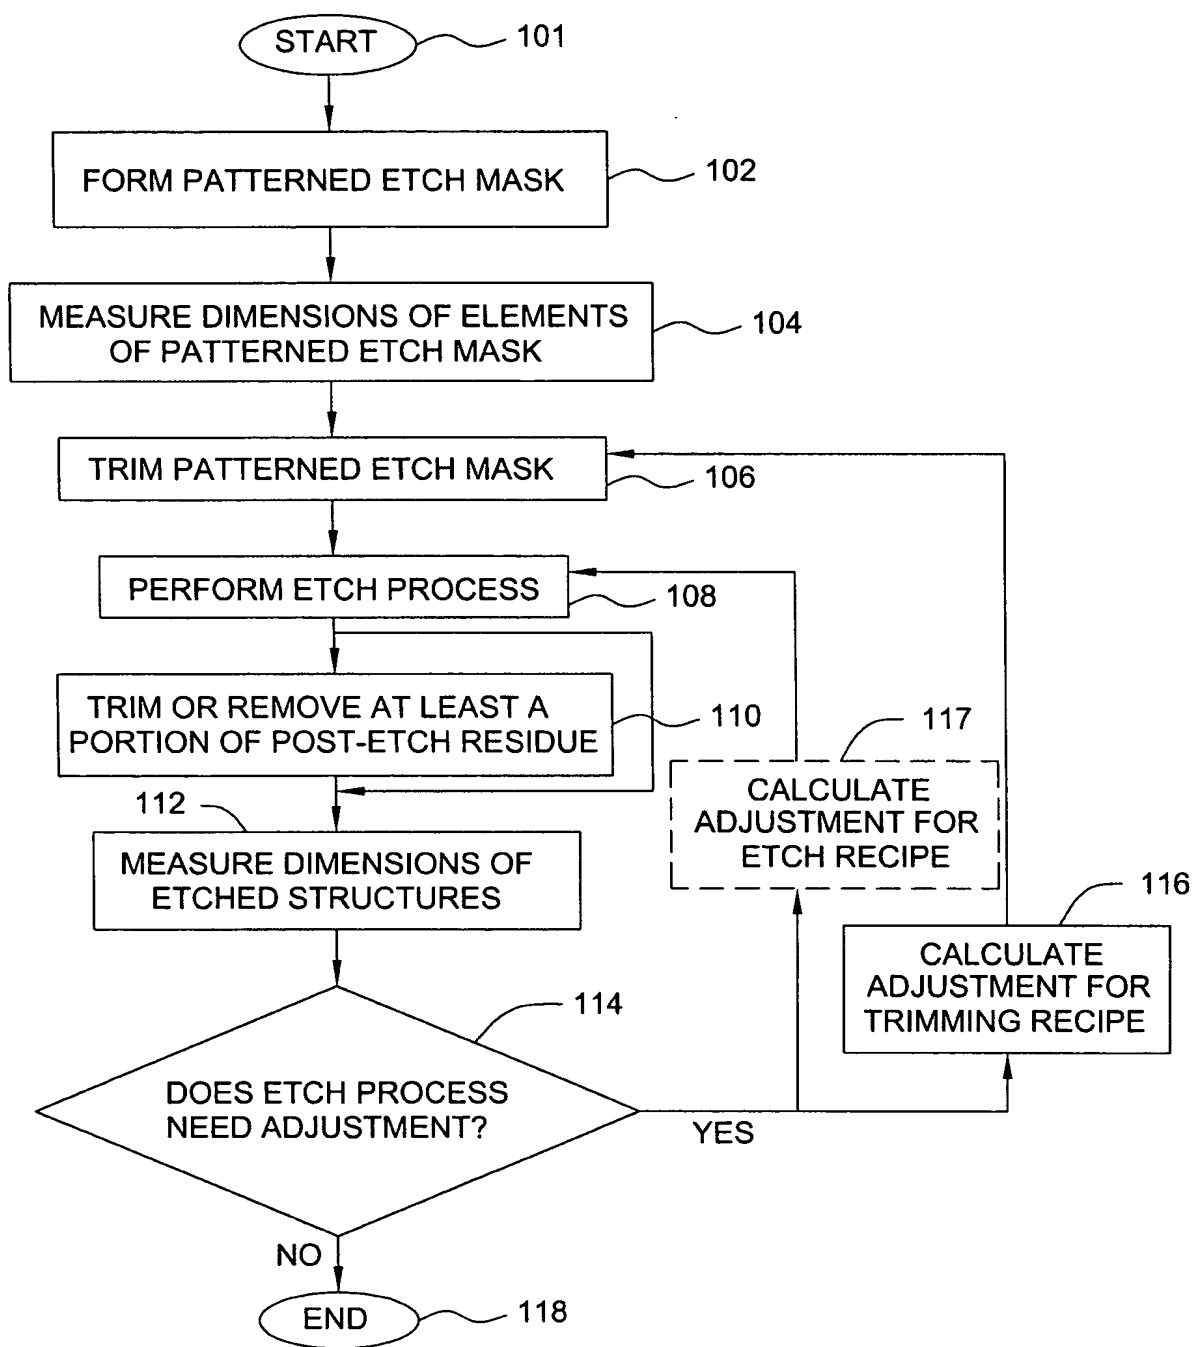 START
101
FORM PATTERNED ETCH MASK
102
MEASURE DIMENSIONS OF ELEMENTS
OF PATTERNED ETCH MASK
104
TRIM PATTERNED ETCH MASK
106
PERFORM ETCH PROCESS
108
TRIM OR REMOVE AT LEAST A
PORTION OF POST-ETCH RESIDUE
110
117
CALCULATE
ADJUSTMENT FOR
ETCH RECIPE
112
MEASURE DIMENSIONS OF
ETCHED STRUCTURES
116
CALCULATE
ADJUSTMENT FOR
TRIMMING RECIPE
114
DOES ETCH PROCESS
NEED ADJUSTMENT?
YES
NO
END
118